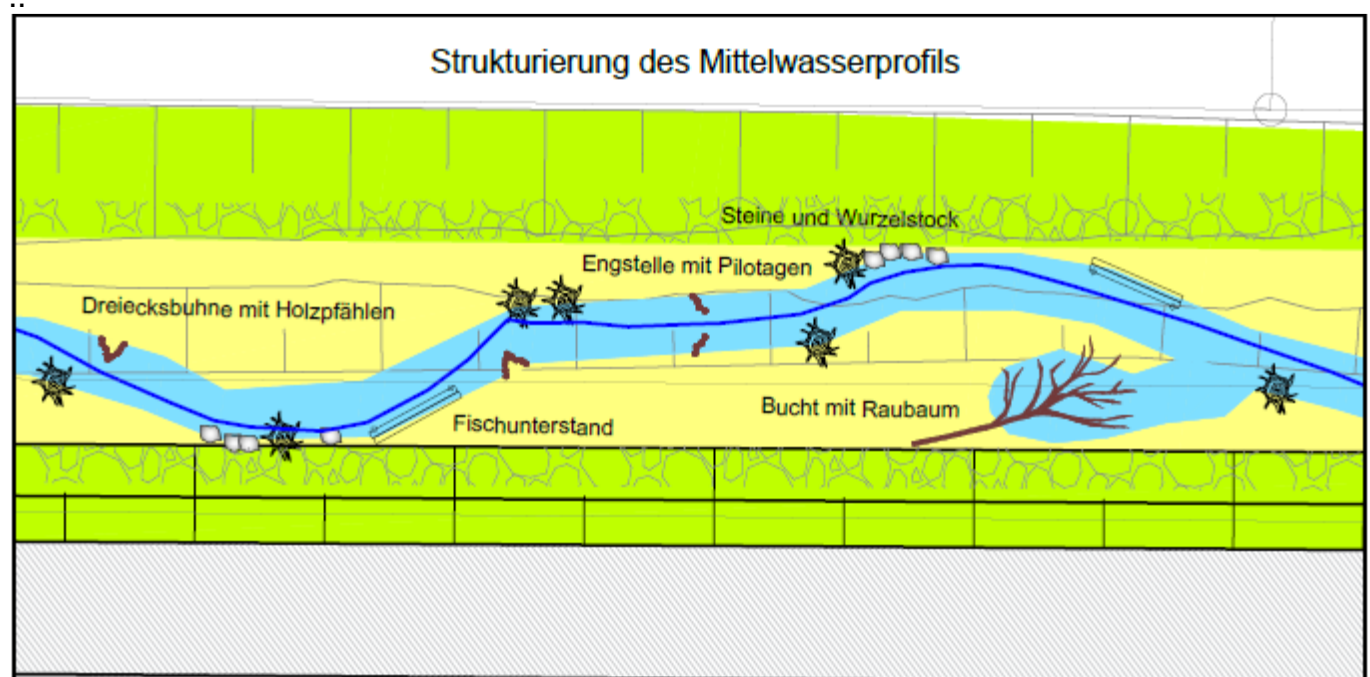 Strukturierung des Mittelwasserprofils
Steine und Wurzelstock
Engstelle mit Pilotagen
Dreiecksbuhne mit Holzpfählen
Bucht mit Raubaum
Fischunterstand